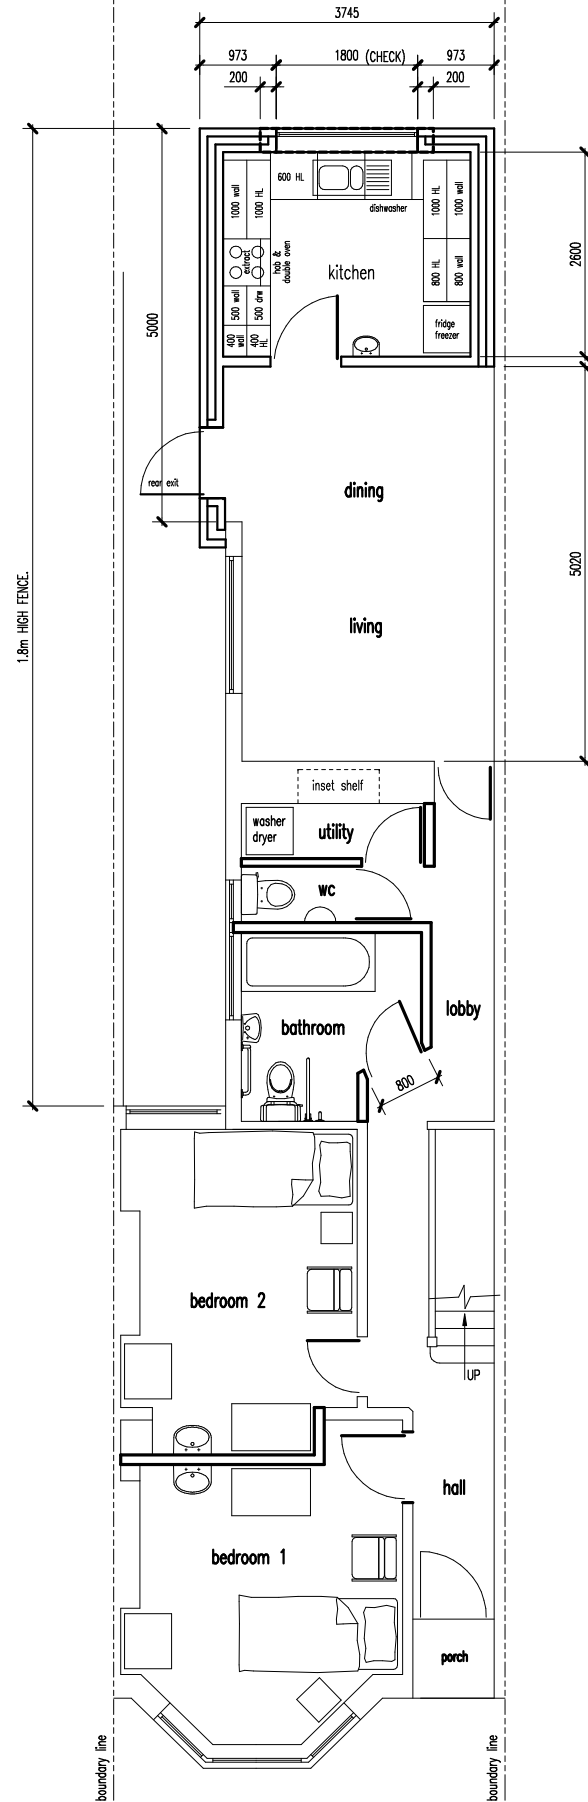 3745
973
1800 (CHECK)
973
200
200
600 HL
dishwasher
1000 wall
1000 HL
1000 HL
1000 wall
extract
hob &
double oven
kitchen
800 HL
800 wall
2600
500 wall
500 drw
400
wall
400
HL
fridge
freezer
5000
rear exit
dining
living
5020
1.8m HIGH FENCE.
inset shelf
washer
dryer
utility
wc
lobby
bathroom
800
bedroom 2
UP
hall
bedroom 1
porch
boundary line
boundary line